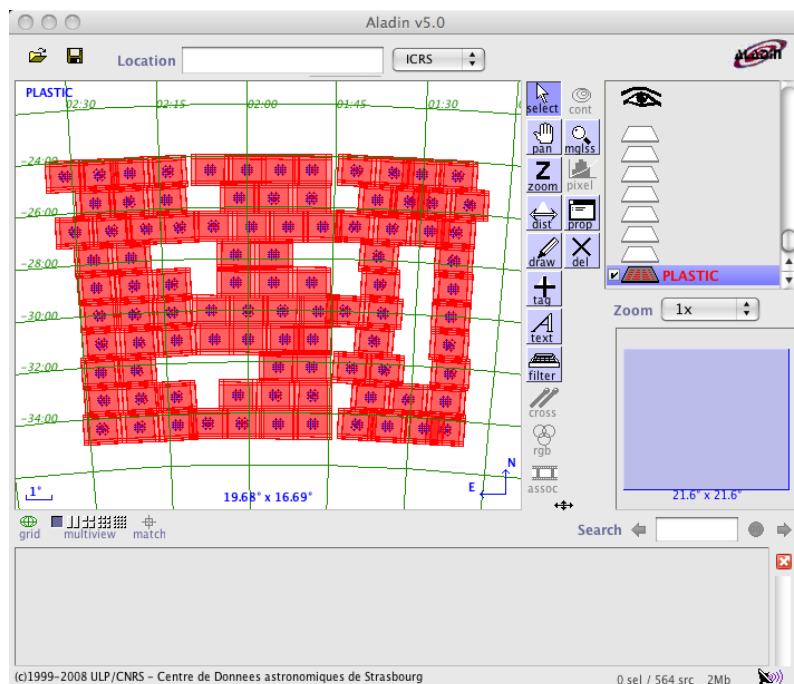 Aladin v5.0
Location ICRS Aladin
PLASTIC
02:30 02:15 02:00 01:45 01:30
-24:00
-26:00
-28:00
-30:00
-32:00
-34:00
1"
19.68° x 16.69°
N
E
select cont
pan mglss
Z
zoom pixel
dist prop
draw del
tag
A
text
filter
cross
rgb
assoc
PLASTIC
Zoom 1x
21.6° x 21.6°
grid multiview match
Search
(c)1999-2008 ULP/CNRS - Centre de Donnees astronomiques de Strasbourg
0 sel / 564 src 2Mb